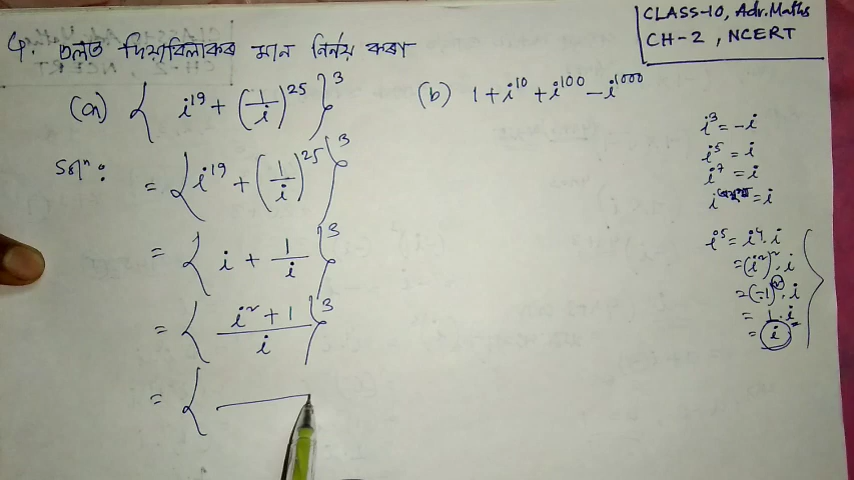 CLASS-10, Adv. Maths
CH-2, NCERT
Q. তলত দিয়াবিলাকৰ মান নিৰ্নয় কৰা
(a) { i¹⁹ + (1/i)²⁵ }³
(b) 1 + i¹⁰ + i¹⁰⁰ − i¹⁰⁰⁰
Solⁿ:
= { i¹⁹ + (1/i)²⁵ }³
= { i + 1/i }³
= { (i² + 1)/i }³
= {
i³ = −i
i⁵ = i
i⁷ = i
= i
i⁵ = i⁴·i
= (i²)²·i
= (−1)²·i
= 1·i
= i